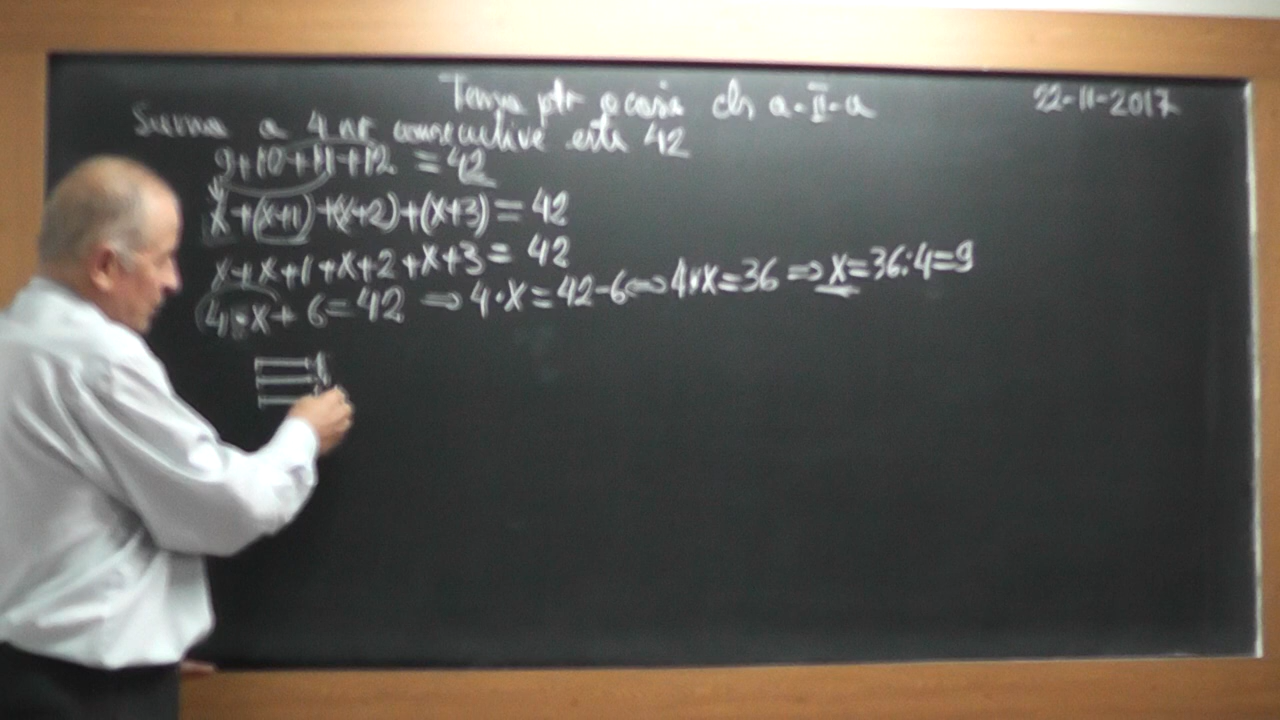 Tema ptr acasa cls a-II-a
22-11-2017
Suma a 4 nr consecutive este 42
9+10+11+12 = 42
x+(x+1)+(x+2)+(x+3)=42
x+x+1+x+2+x+3=42
4·x+6=42 ⇒ 4·x=42-6⇔4·x=36 ⇒x=36:4=9